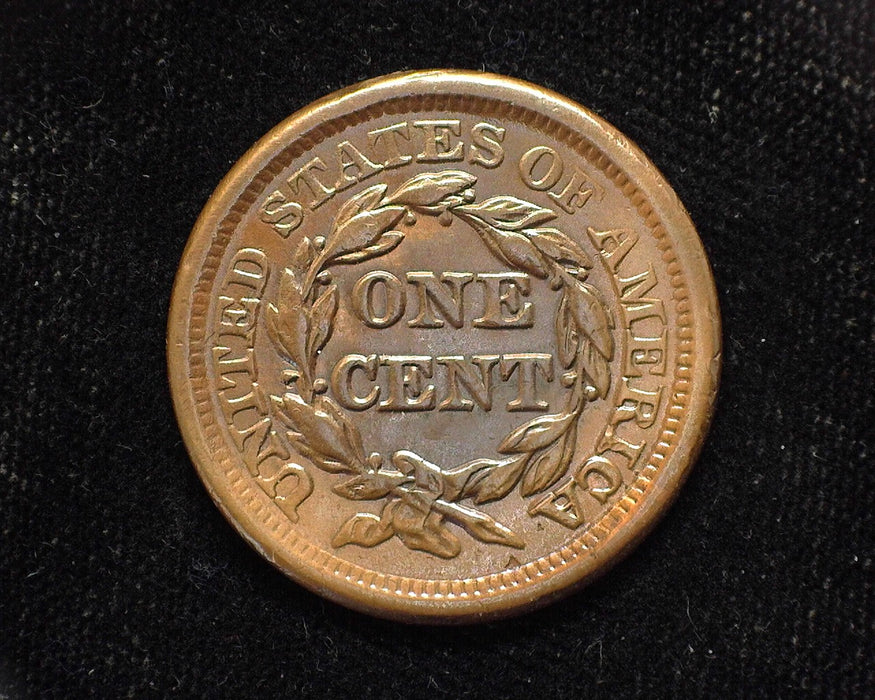 UNITED STATES OF AMERICA
ONE
CENT